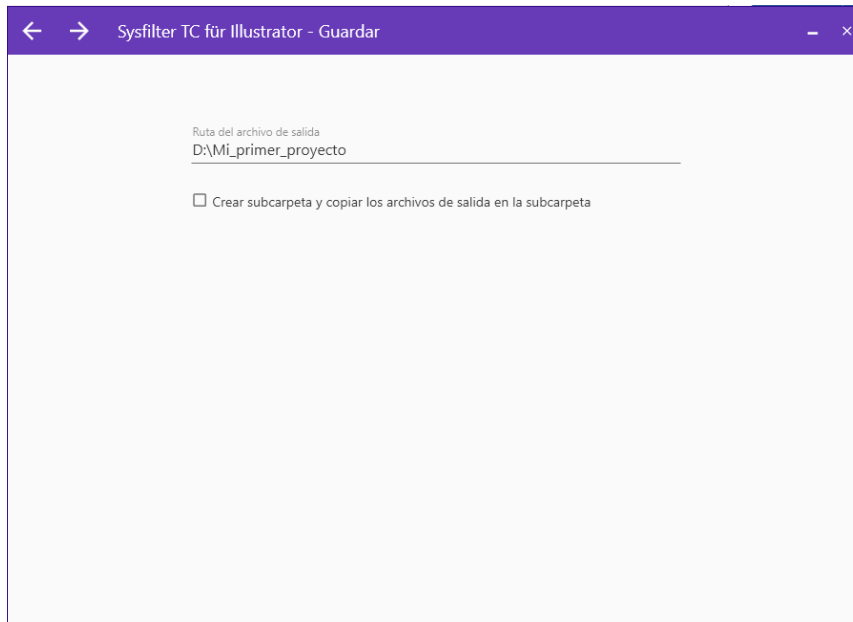 Sysfilter TC für Illustrator - Guardar
Ruta del archivo de salida
D:\Mi_primer_proyecto
Crear subcarpeta y copiar los archivos de salida en la subcarpeta